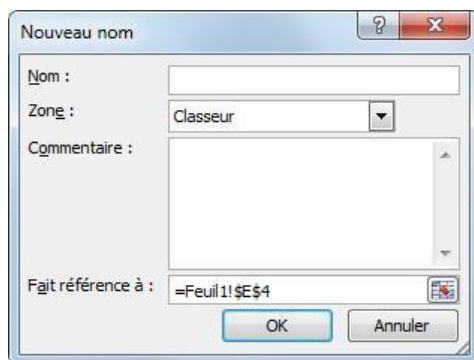 Nouveau nom
Nom :
Zone : Classeur
Commentaire :
Fait référence à : =Feuil1!$E$4
OK Annuler